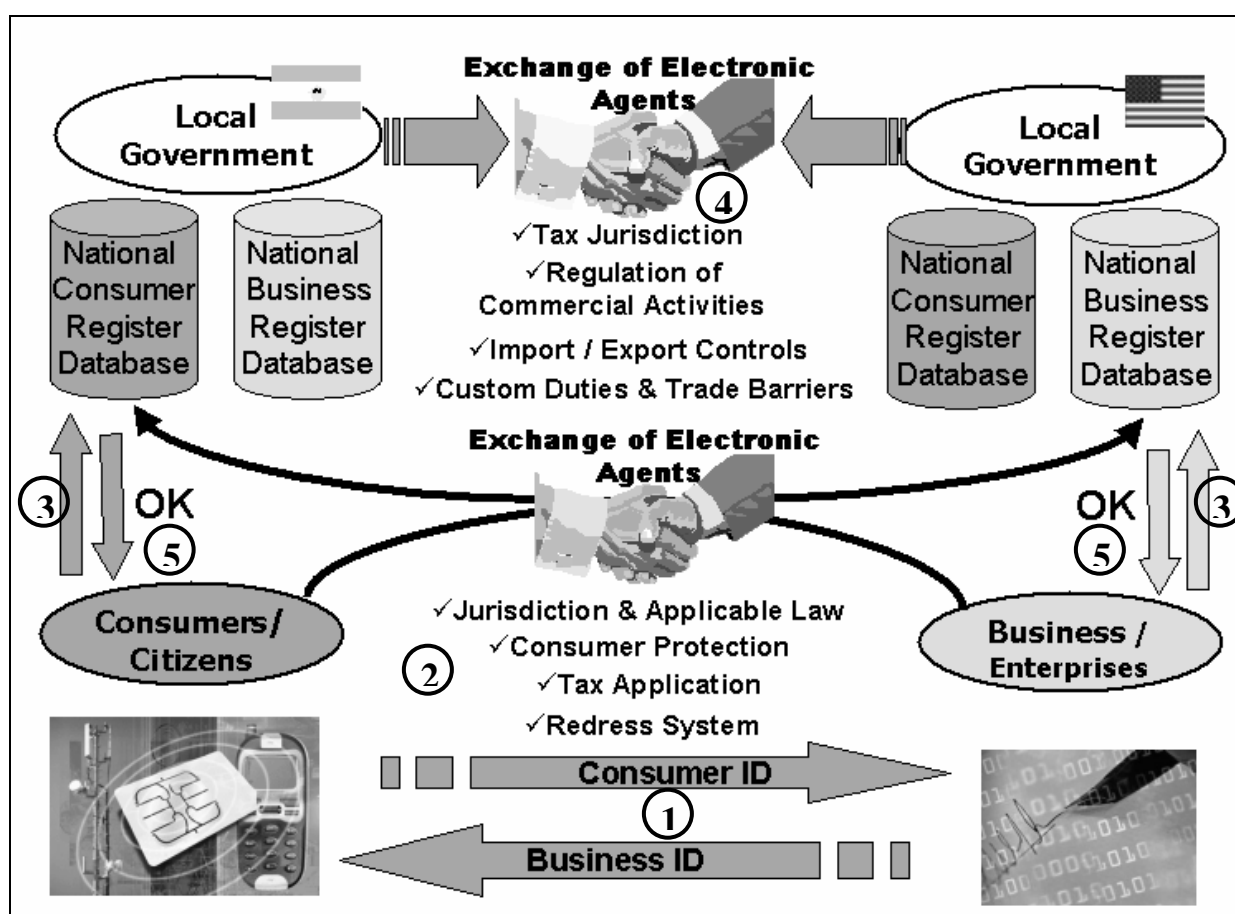 Exchange of Electronic
Agents
Local
Government
Local
Government
4
National
Consumer
Register
Database
National
Business
Register
Database
✓Tax Jurisdiction
✓Regulation of
Commercial Activities
✓Import / Export Controls
✓Custom Duties & Trade Barriers
National
Consumer
Register
Database
National
Business
Register
Database
Exchange of Electronic
Agents
3
OK
5
OK
5
3
Consumers/
Citizens
✓Jurisdiction & Applicable Law
✓Consumer Protection
✓Tax Application
✓Redress System
2
Business /
Enterprises
Consumer ID
1
Business ID